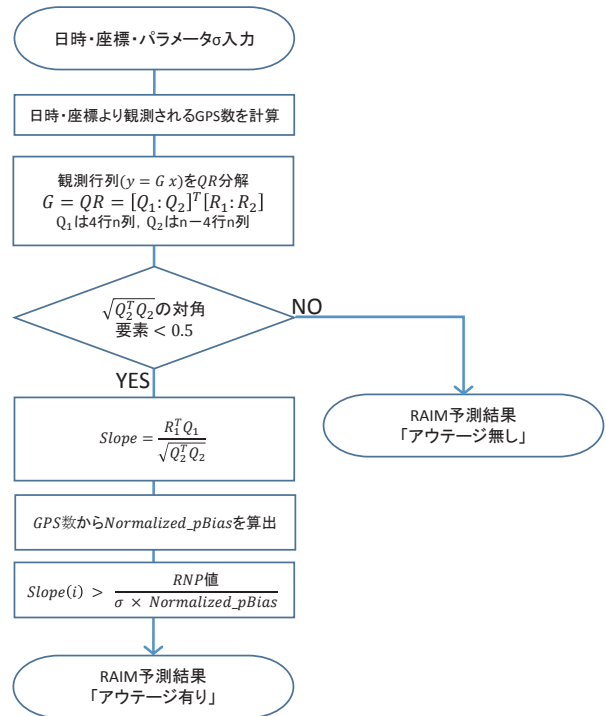 日時・座標・パラメータσ入力
日時・座標より観測されるGPS数を計算
観測行列(y = G x)をQR分解
G = QR = [Q₁: Q₂]ᵀ[R₁: R₂]
Q₁は4行n列, Q₂はn－4行n列
√(Q₂ᵀQ₂)の対角
要素 < 0.5
NO
YES
RAIM予測結果
「アウテージ無し」
Slope = R₁ᵀQ₁ / √(Q₂ᵀQ₂)
GPS数からNormalized_pBiasを算出
Slope(i) > RNP値 / σ × Normalized_pBias
RAIM予測結果
「アウテージ有り」